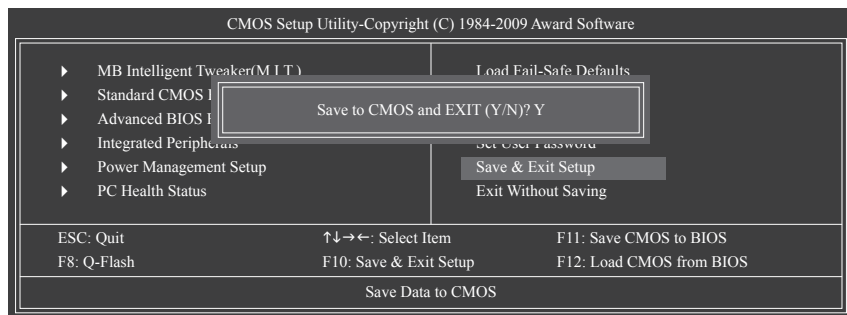 CMOS Setup Utility-Copyright (C) 1984-2009 Award Software
MB Intelligent Tweaker(M.I.T.)
Standard CMOS
Advanced BIOS
Integrated Peripherals
Power Management Setup
PC Health Status
Load Fail-Safe Defaults
Set User Password
Save & Exit Setup
Exit Without Saving
Save to CMOS and EXIT (Y/N)? Y
ESC: Quit
↑↓→←: Select Item
F11: Save CMOS to BIOS
F8: Q-Flash
F10: Save & Exit Setup
F12: Load CMOS from BIOS
Save Data to CMOS